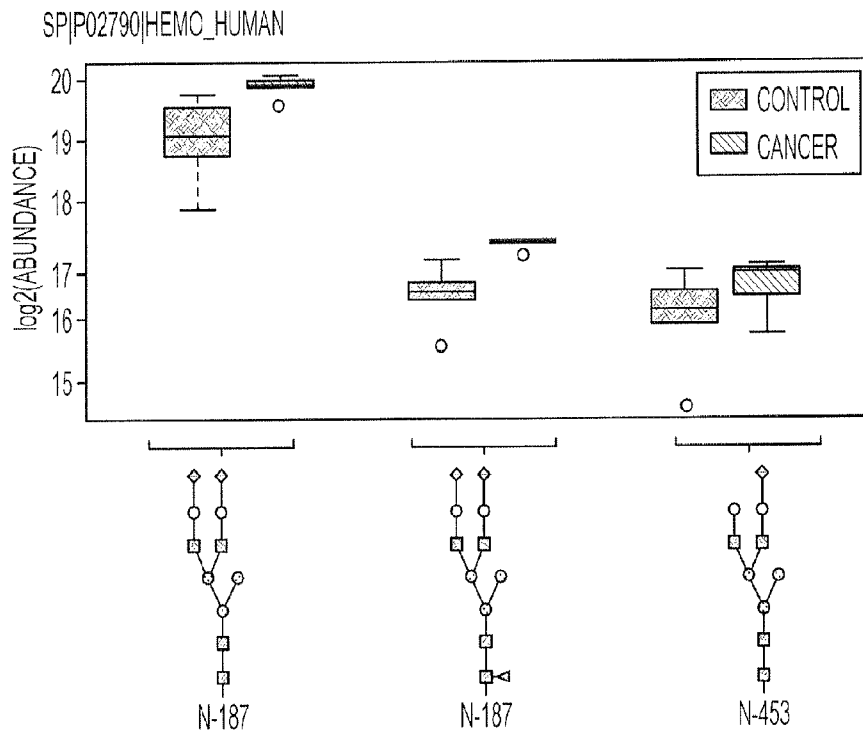 SP|P02790|HEMO_HUMAN
20
19
18
17
16
15
log2(ABUNDANCE)
CONTROL
CANCER
N-187
N-187
N-453